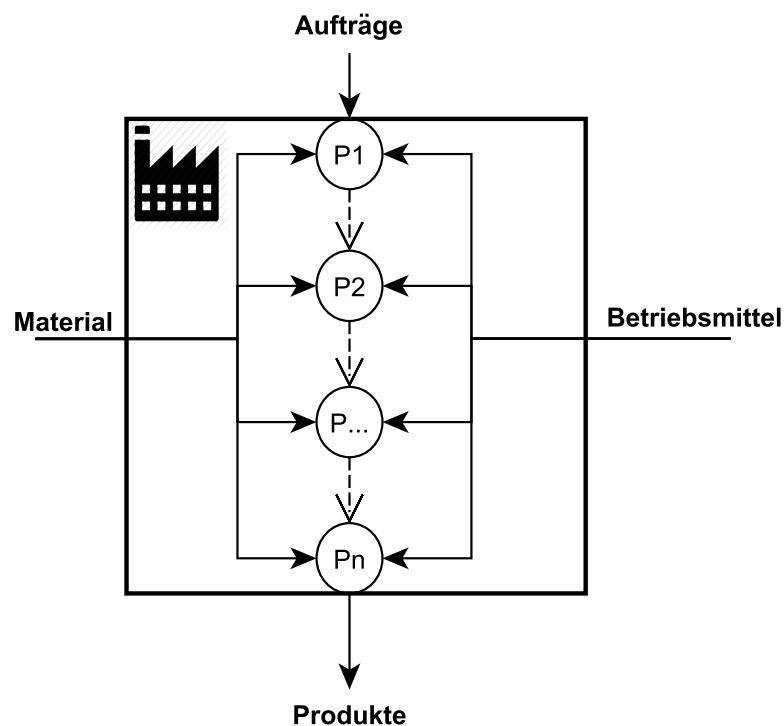 Aufträge
P1
P2
Material
Betriebsmittel
P...
Pn
Produkte